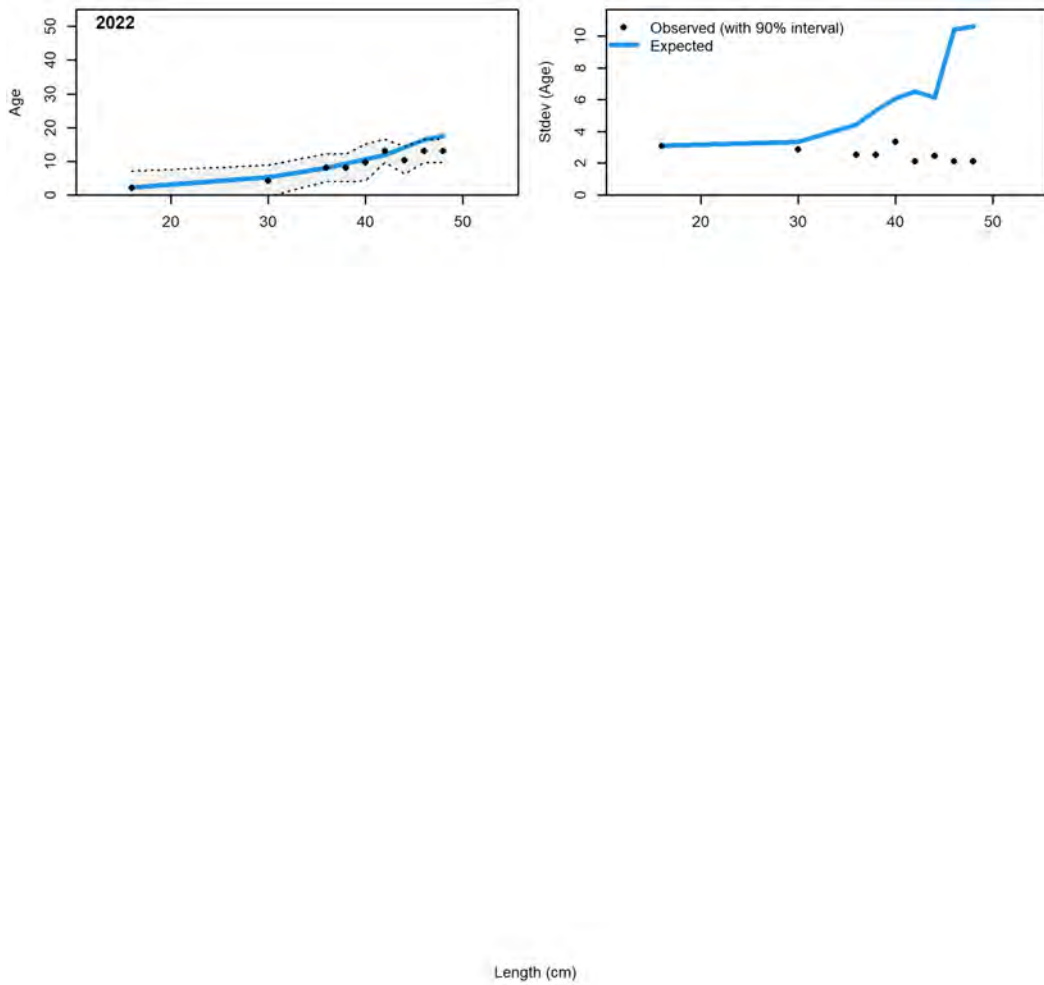 2022
Age
0 10 20 30 40 50
20 30 40 50
Observed (with 90% interval)
Expected
Stdev (Age)
0 2 4 6 8 10
20 30 40 50
Length (cm)